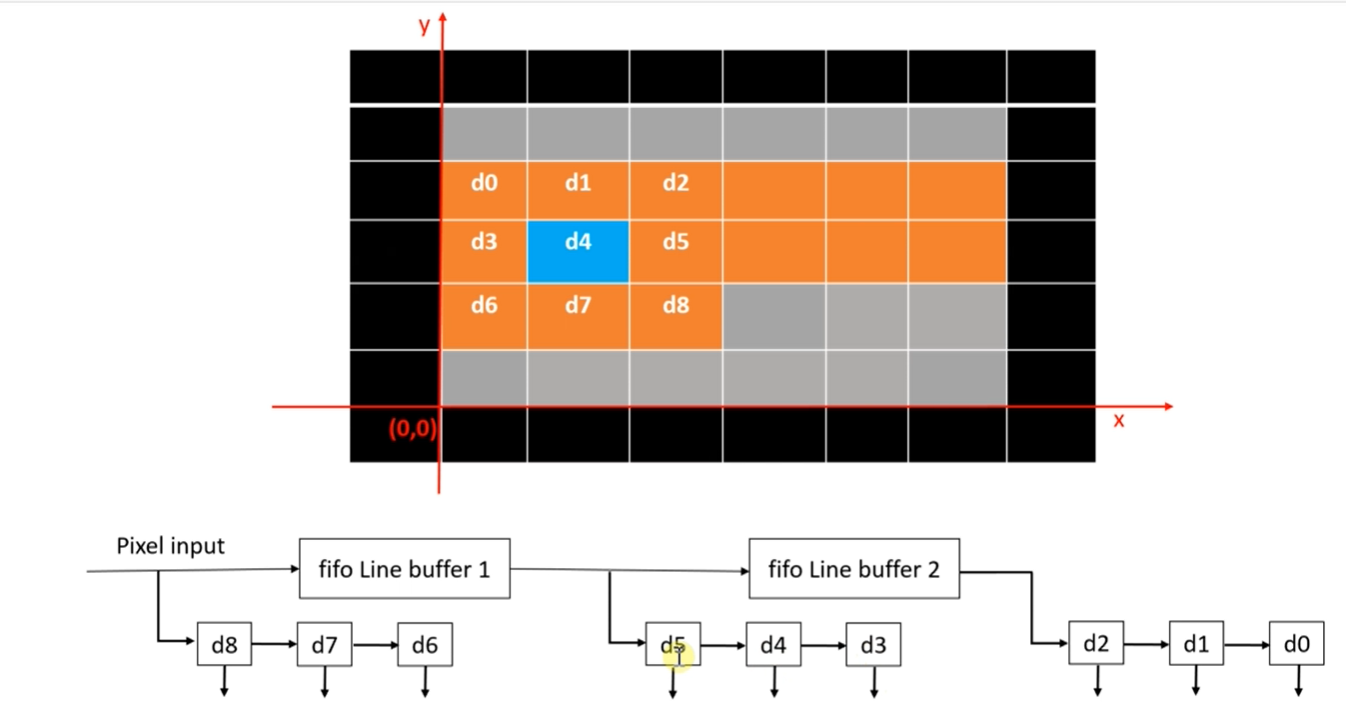 y
d0 d1 d2
d3 d4 d5
d6 d7 d8
(0,0)
x
Pixel input
fifo Line buffer 1
fifo Line buffer 2
d8 d7 d6 d5 d4 d3 d2 d1 d0